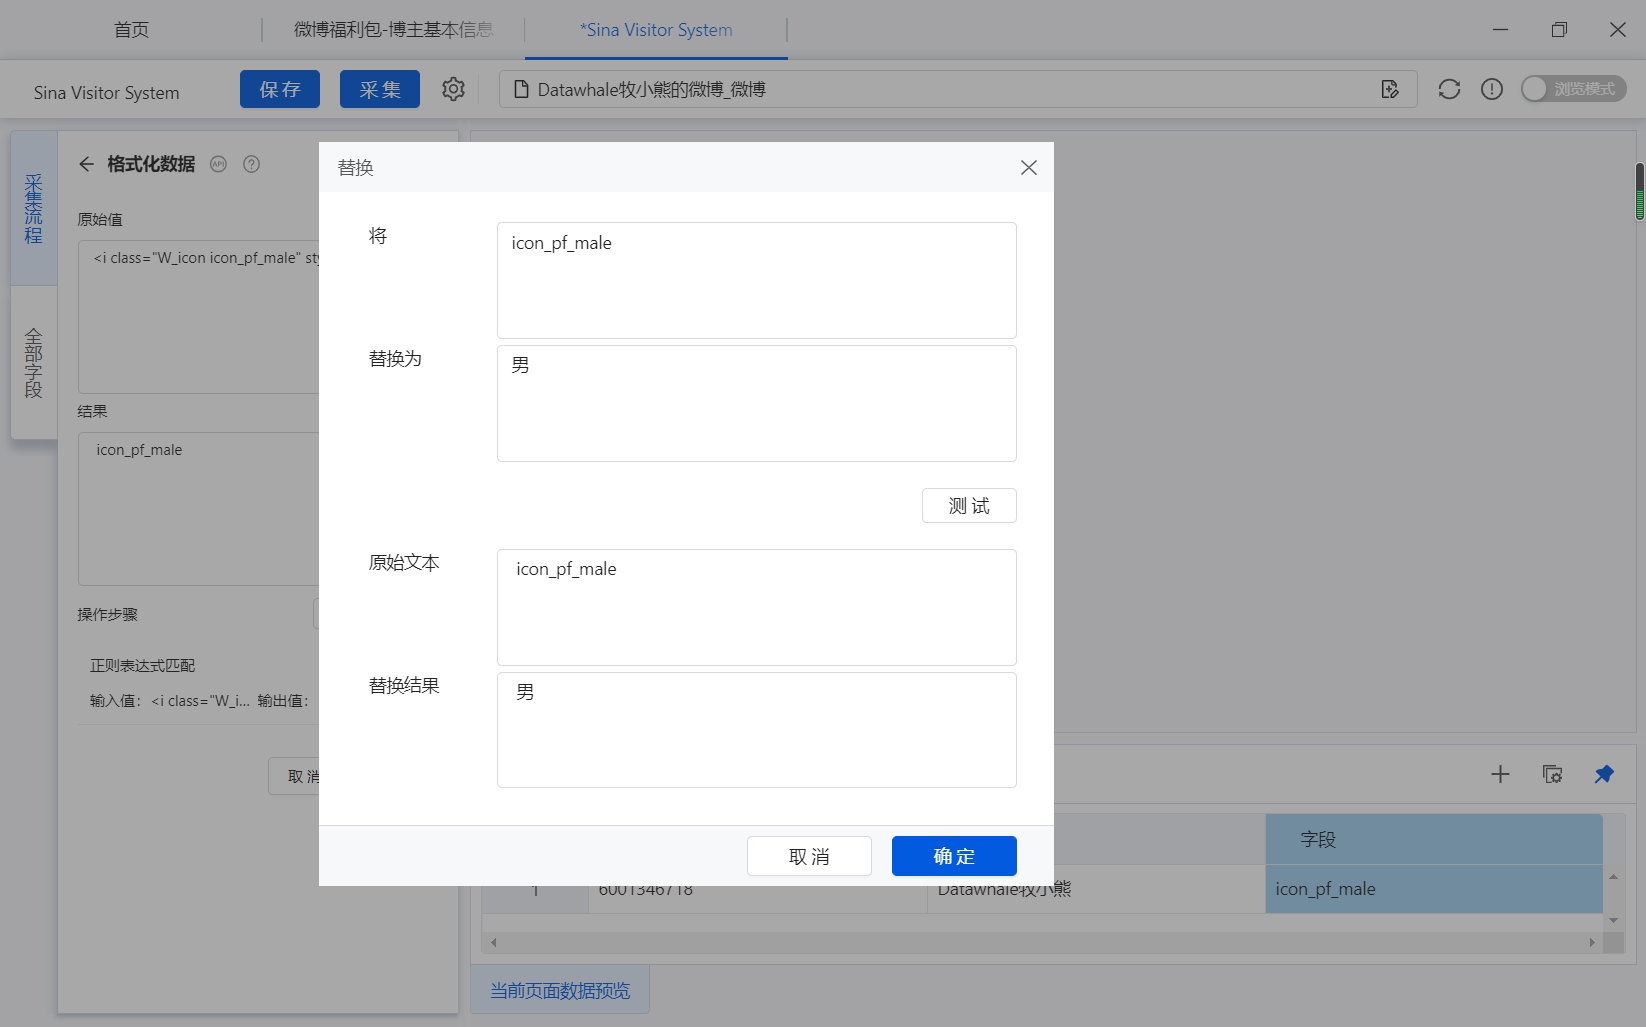 首页
微博福利包-博主基本信息
*Sina Visitor System
Sina Visitor System
保存
采集
Datawhale牧小熊的微博_微博
浏览模式
采集流程
全部字段
格式化数据
API
原始值
<i class="W_icon icon_pf_male" st
结果
icon_pf_male
操作步骤
正则表达式匹配
输入值：<i class="W_i... 输出值：
取消
替换
将
icon_pf_male
替换为
男
测试
原始文本
icon_pf_male
替换结果
男
取消
确定
字段
1
6001346718
Datawhale牧小熊
icon_pf_male
当前页面数据预览